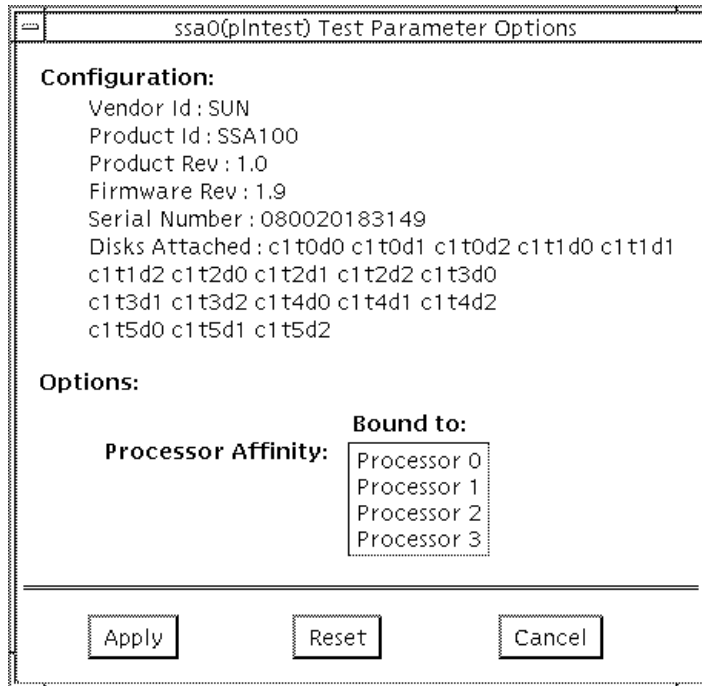 ssa0(plntest) Test Parameter Options
Configuration:
Vendor Id : SUN
Product Id : SSA100
Product Rev : 1.0
Firmware Rev : 1.9
Serial Number : 080020183149
Disks Attached : c1t0d0 c1t0d1 c1t0d2 c1t1d0 c1t1d1
c1t1d2 c1t2d0 c1t2d1 c1t2d2 c1t3d0
c1t3d1 c1t3d2 c1t4d0 c1t4d1 c1t4d2
c1t5d0 c1t5d1 c1t5d2
Options:
Bound to:
Processor Affinity:
Processor 0
Processor 1
Processor 2
Processor 3
Apply Reset Cancel